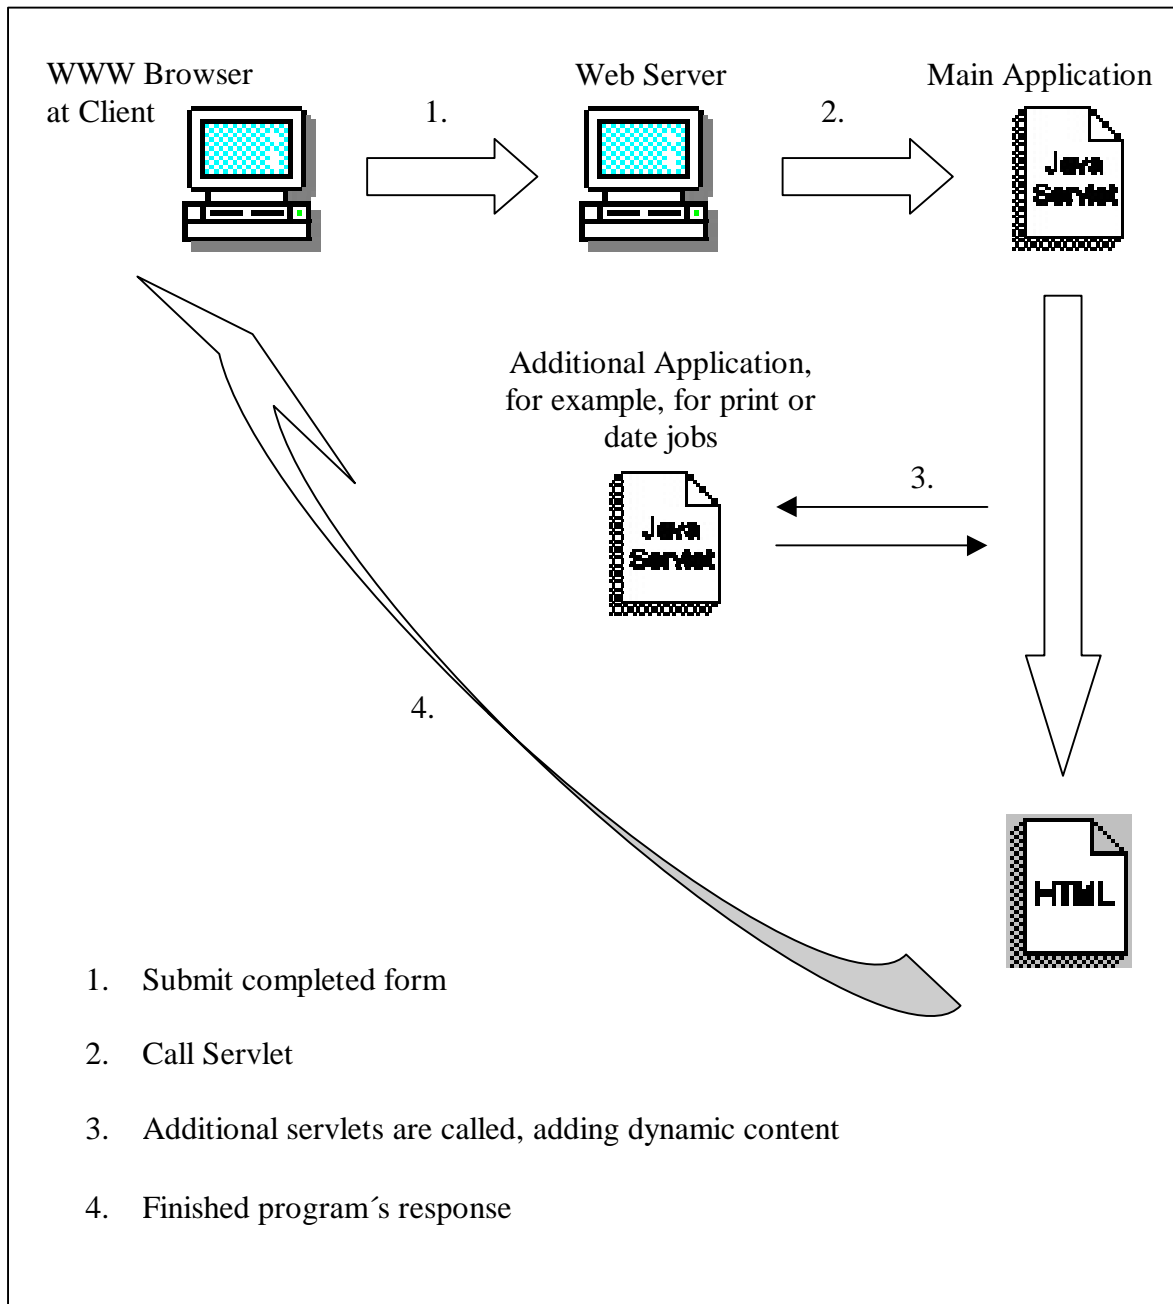 WWW Browser
at Client
1.
Web Server
2.
Main Application
Java
Servlet
Additional Application,
for example, for print or
date jobs
3.
Java
Servlet
4.
HTML
1. Submit completed form
2. Call Servlet
3. Additional servlets are called, adding dynamic content
4. Finished program´s response